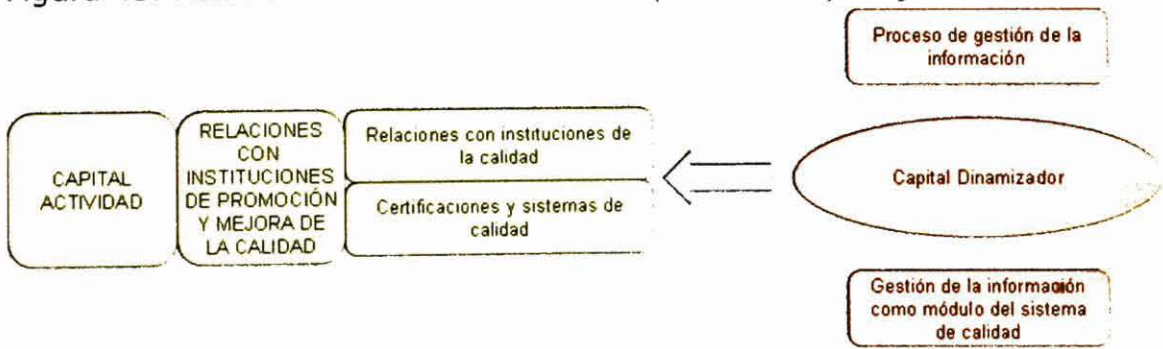 Proceso de gestión de la
información
CAPITAL
ACTIVIDAD
RELACIONES
CON
INSTITUCIONES
DE PROMOCIÓN
Y MEJORA DE
LA CALIDAD
Relaciones con instituciones de
la calidad
Certificaciones y sistemas de
calidad
Capital Dinamizador
Gestión de la información
como módulo del sistema
de calidad